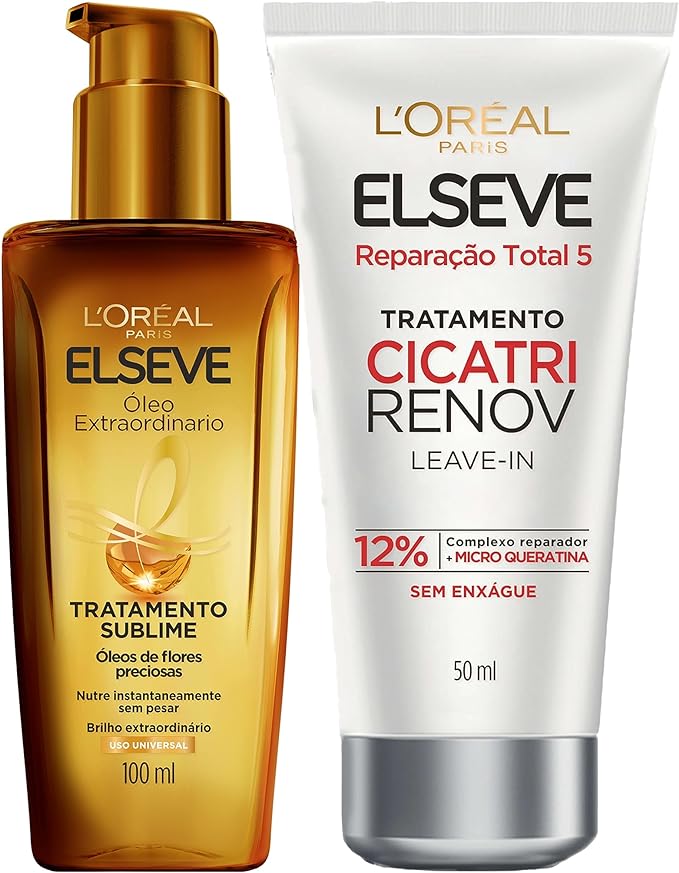 L'ORÉAL
PARIS
ELSEVE
Óleo
Extraordinario
TRATAMENTO
SUBLIME
Óleos de flores
preciosas
Nutre instantaneamente
sem pesar
Brilho extraordinário
USO UNIVERSAL
100 ml
L'ORÉAL
PARIS
ELSEVE
Reparação Total 5
TRATAMENTO
CICATRI
RENOV
LEAVE-IN
12% Complexo reparador
+ MICRO QUERATINA
SEM ENXÁGUE
50 ml